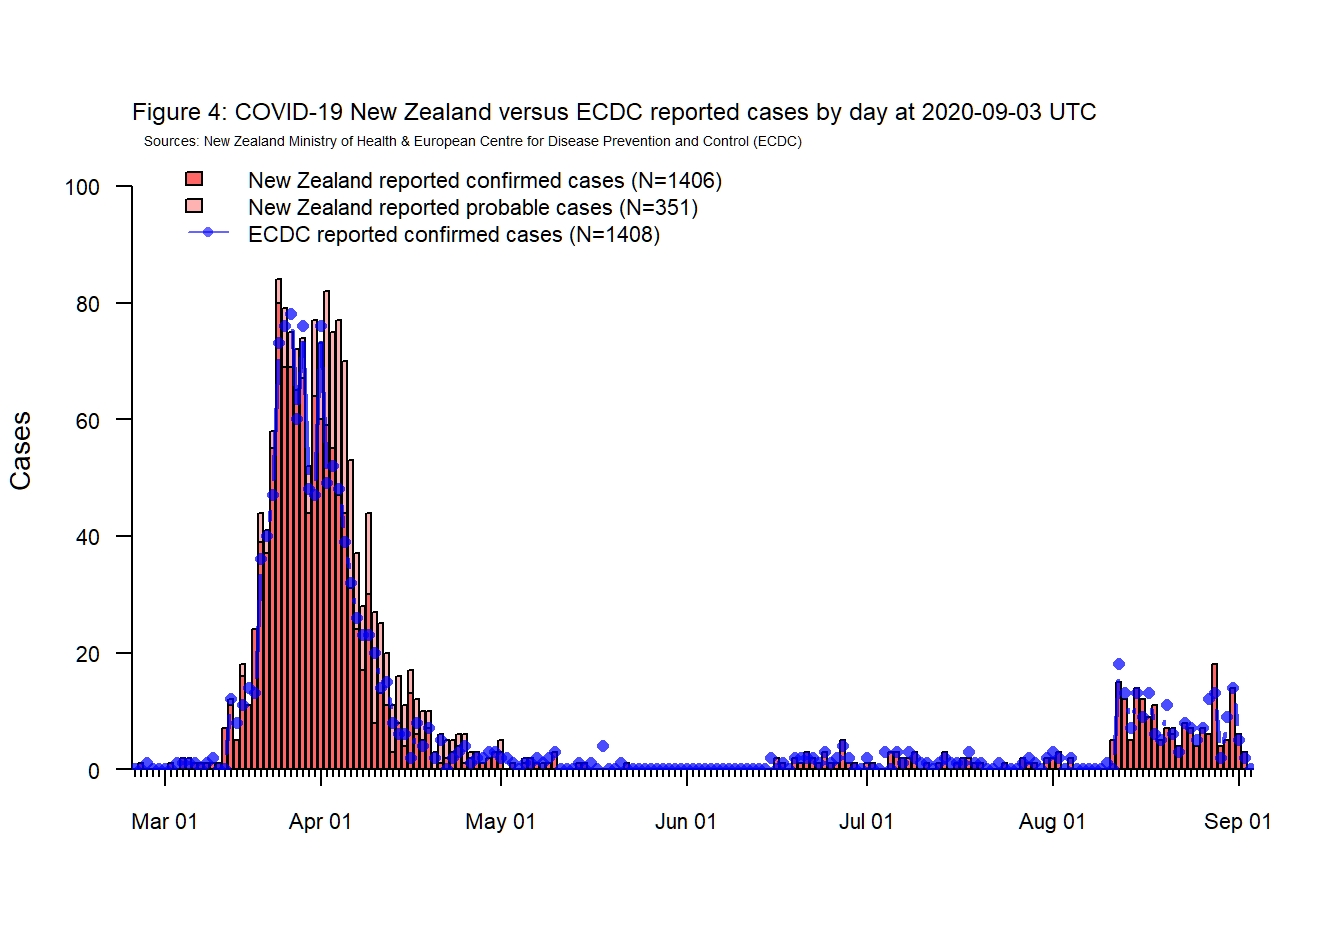 Figure 4: COVID-19 New Zealand versus ECDC reported cases by day at 2020-09-03 UTC
Sources: New Zealand Ministry of Health & European Centre for Disease Prevention and Control (ECDC)
New Zealand reported confirmed cases (N=1406)
New Zealand reported probable cases (N=351)
ECDC reported confirmed cases (N=1408)
Cases
100
80
60
40
20
0
Mar 01 Apr 01 May 01 Jun 01 Jul 01 Aug 01 Sep 01